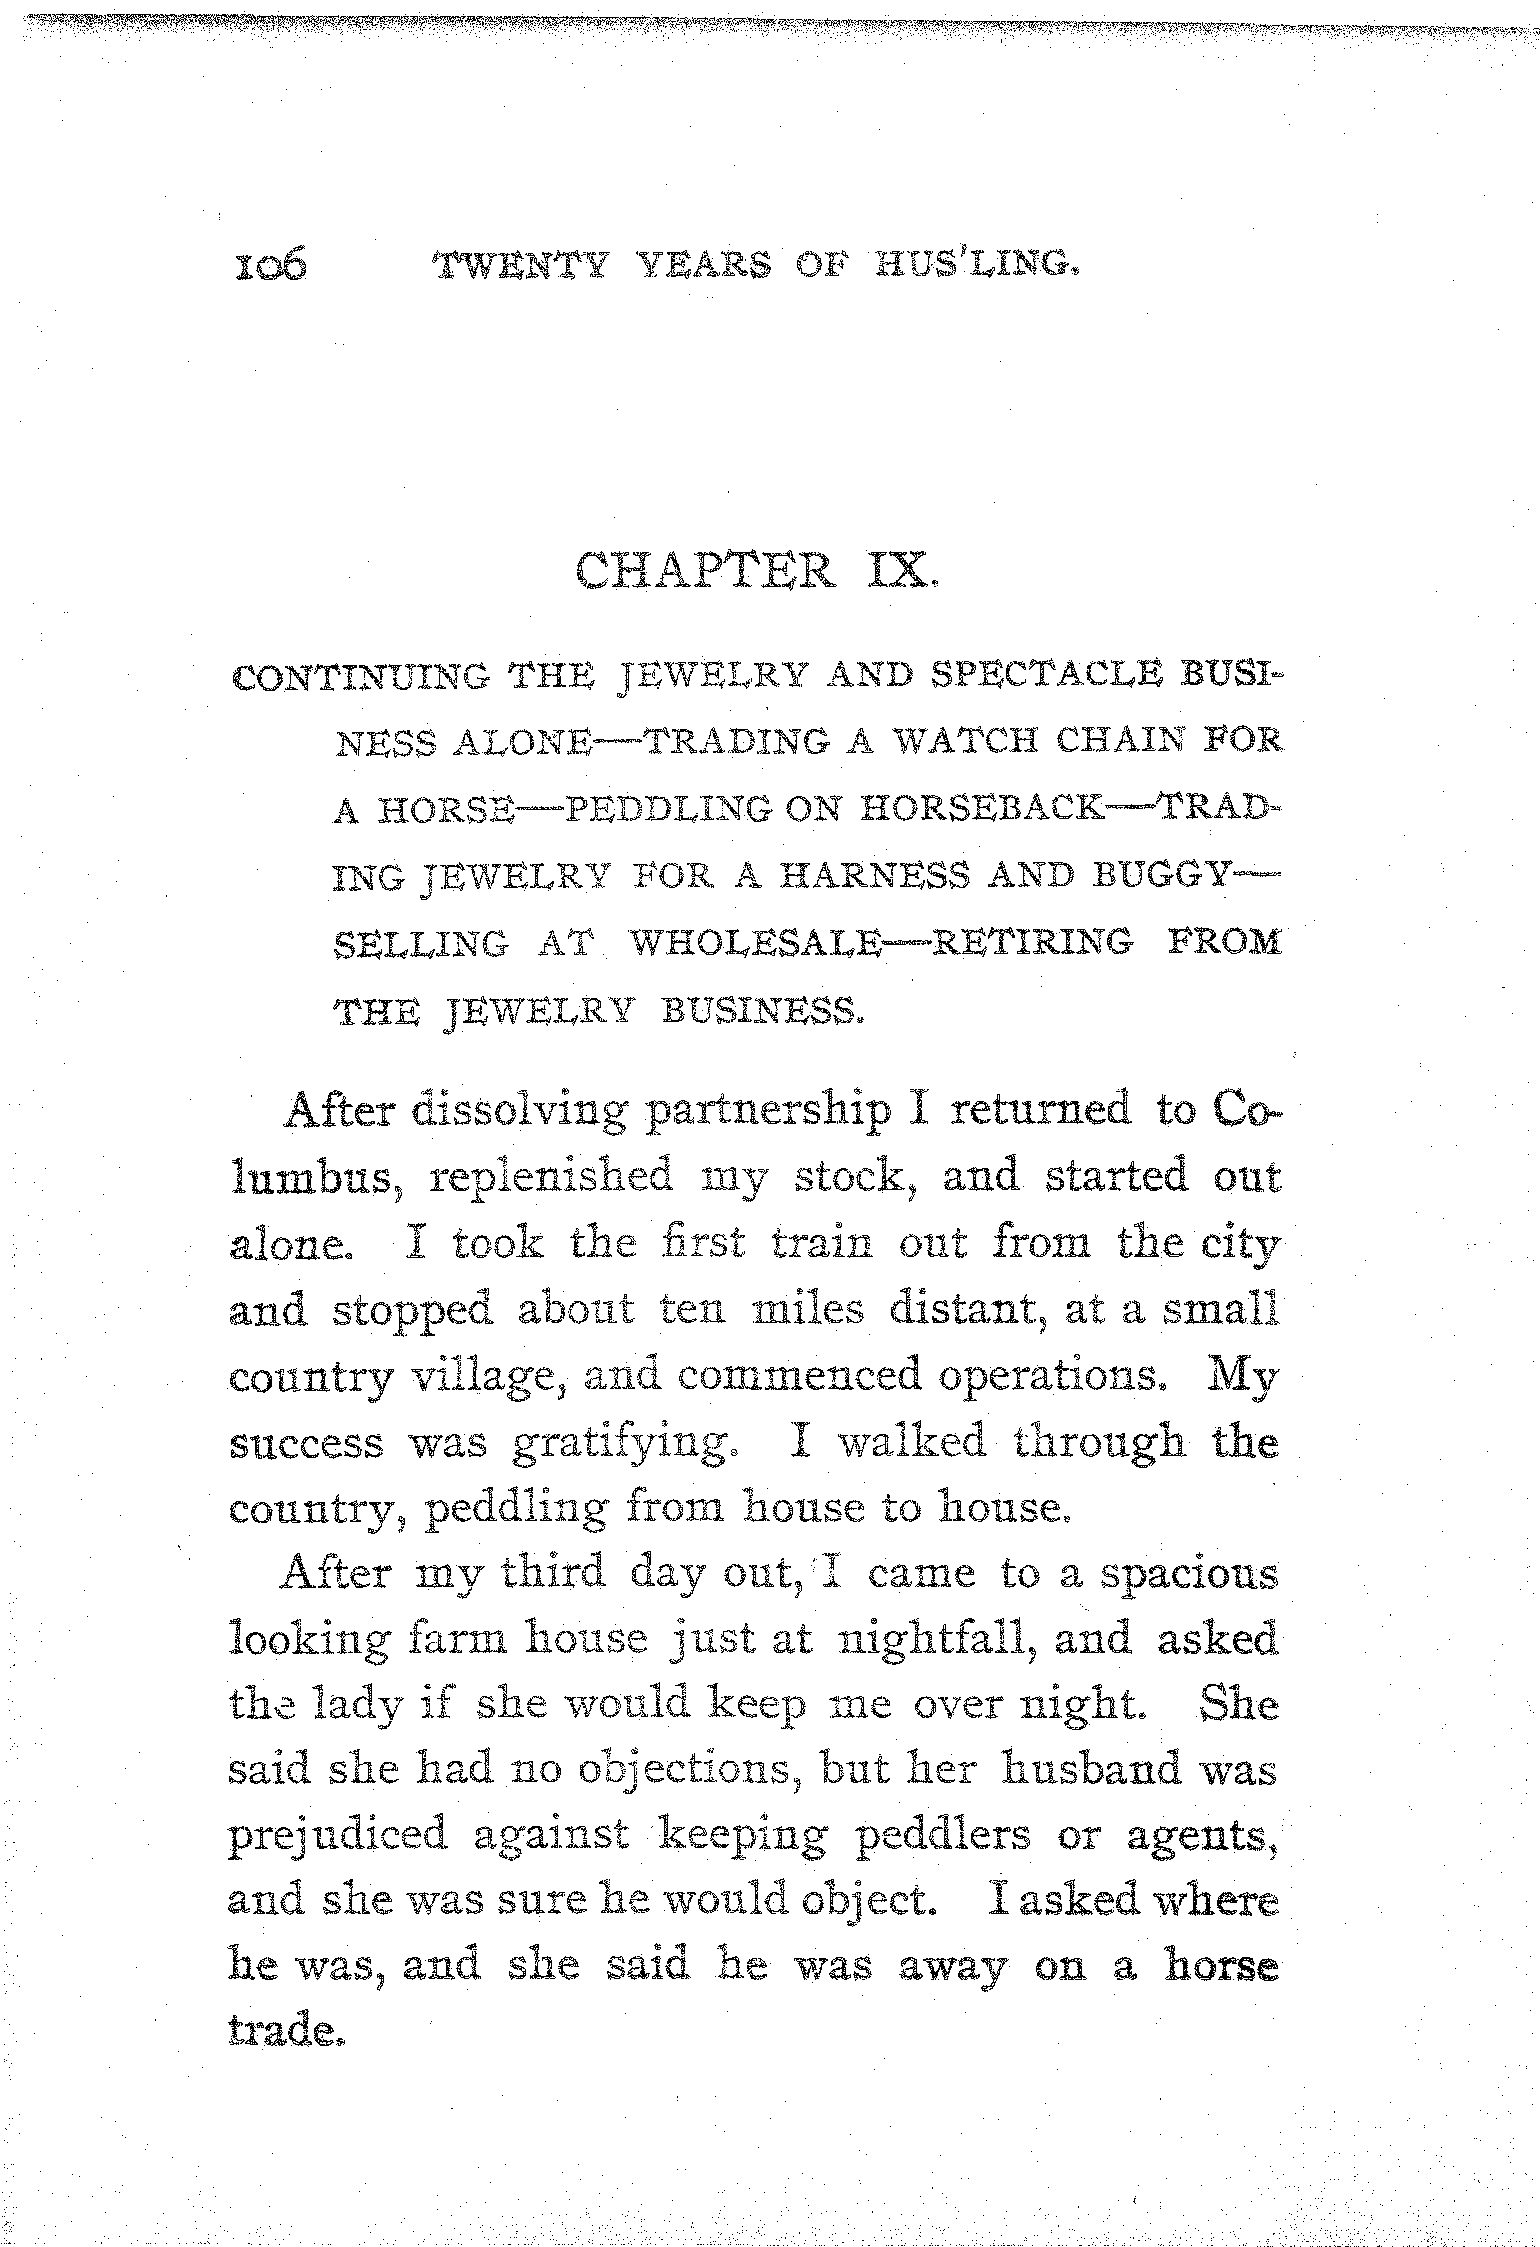 106 TWENTY YEARS OF HUS'LING.
CHAPTER IX.
CONTINUING THE JEWELRY AND SPECTACLE BUSI-
NESS ALONE—TRADING A WATCH CHAIN FOR
A HORSE—PEDDLING ON HORSEBACK—TRAD-
ING JEWELRY FOR A HARNESS AND BUGGY—
SELLING AT WHOLESALE—RETIRING FROM
THE JEWELRY BUSINESS.
After dissolving partnership I returned to Co-
lumbus, replenished my stock, and started out
alone. I took the first train out from the city
and stopped about ten miles distant, at a small
country village, and commenced operations. My
success was gratifying. I walked through the
country, peddling from house to house.
After my third day out, I came to a spacious
looking farm house just at nightfall, and asked
the lady if she would keep me over night. She
said she had no objections, but her husband was
prejudiced against keeping peddlers or agents,
and she was sure he would object. I asked where
he was, and she said he was away on a horse
trade.